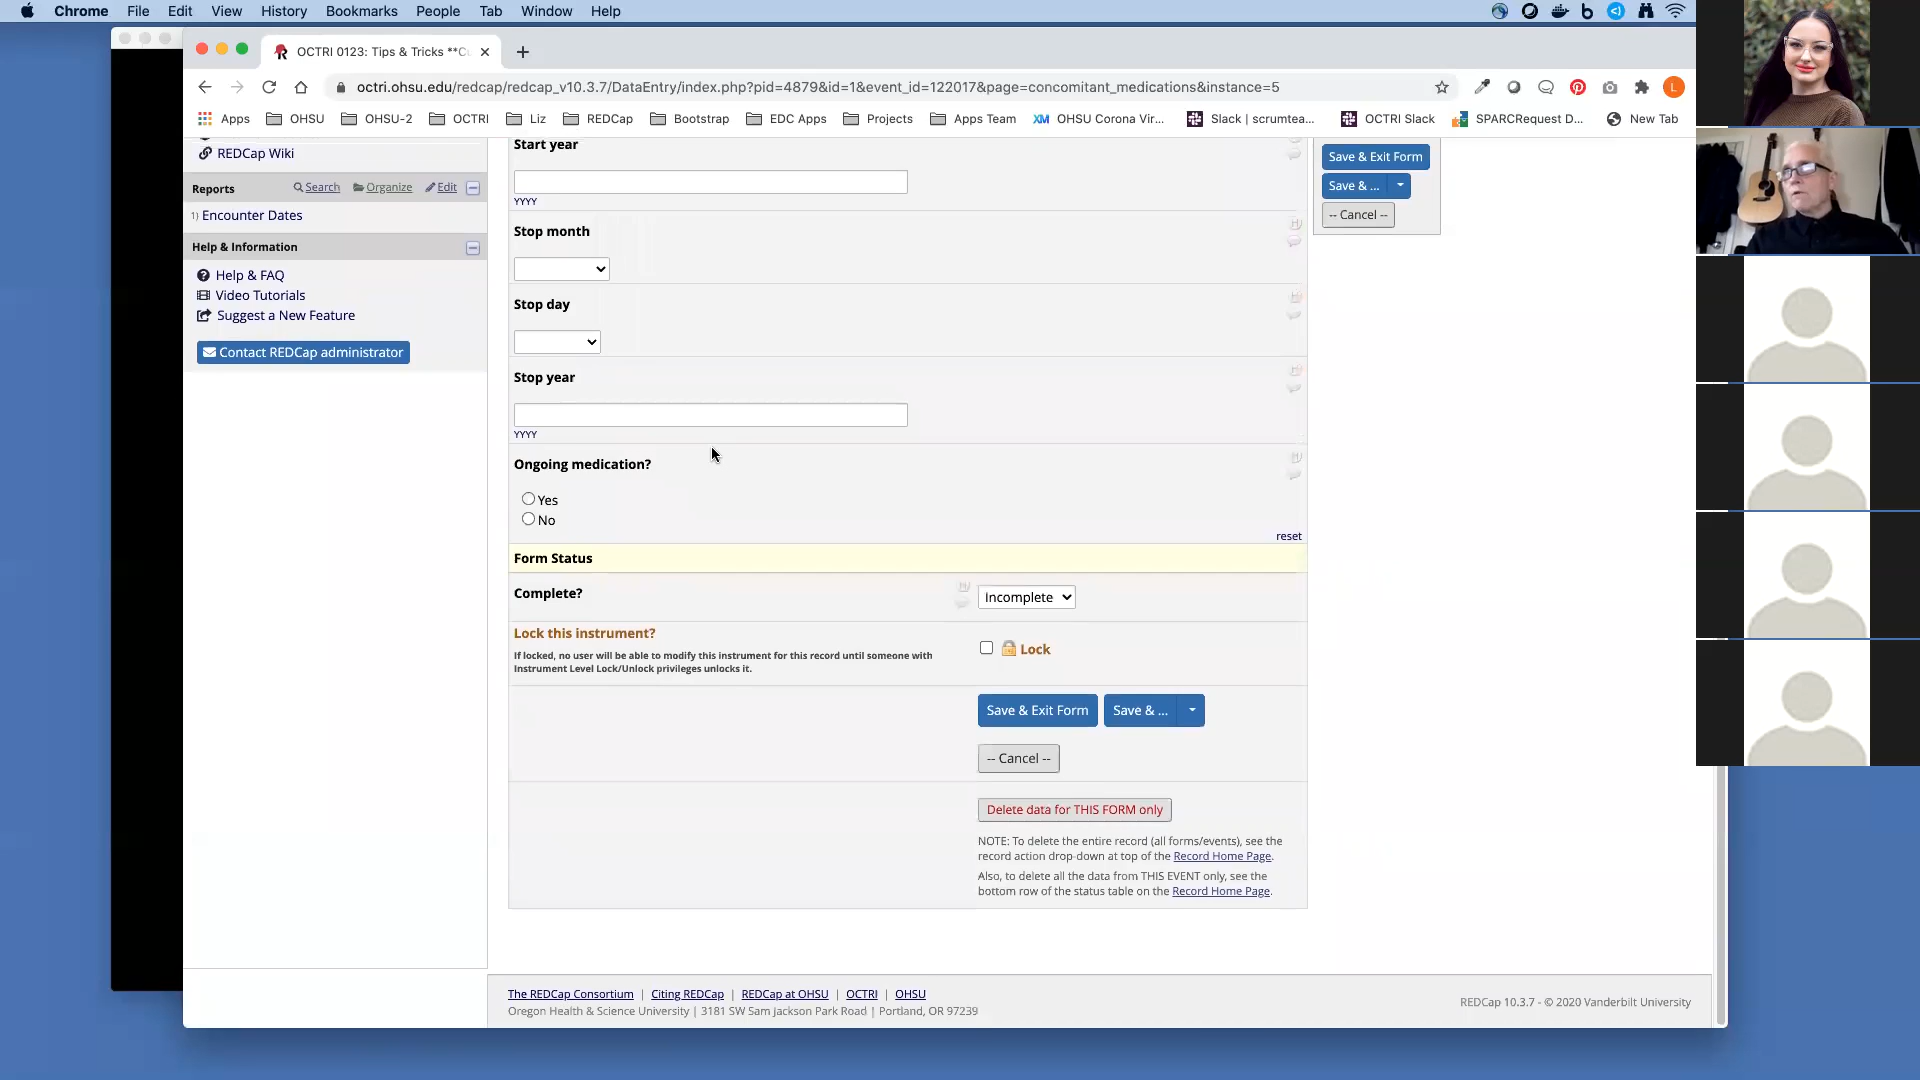 Chrome File Edit View History Bookmarks People Tab Window Help
OCTRI 0123: Tips & Tricks **C
octri.ohsu.edu/redcap/redcap_v10.3.7/DataEntry/index.php?pid=4879&id=1&event_id=122017&page=concomitant_medications&instance=5
L
Apps OHSU OHSU-2 OCTRI Liz REDCap Bootstrap EDC Apps Projects Apps Team OHSU Corona Vir... Slack | scrumtea... OCTRI Slack SPARCRequest D... New Tab
REDCap Wiki
Reports Search Organize Edit
1) Encounter Dates
Help & Information
Help & FAQ
Video Tutorials
Suggest a New Feature
Contact REDCap administrator
Start year
YYYY
Stop month
Stop day
Stop year
YYYY
Ongoing medication?
Yes
No
reset
Form Status
Complete? Incomplete
Lock this instrument?
If locked, no user will be able to modify this instrument for this record until someone with
Instrument Level Lock/Unlock privileges unlocks it.
Lock
Save & Exit Form Save & ...
-- Cancel --
Delete data for THIS FORM only
NOTE: To delete the entire record (all forms/events), see the
record action drop-down at top of the Record Home Page.
Also, to delete all the data from THIS EVENT only, see the
bottom row of the status table on the Record Home Page.
Save & Exit Form
Save & ...
-- Cancel --
The REDCap Consortium | Citing REDCap | REDCap at OHSU | OCTRI | OHSU
Oregon Health & Science University | 3181 SW Sam Jackson Park Road | Portland, OR 97239
REDCap 10.3.7 - © 2020 Vanderbilt University